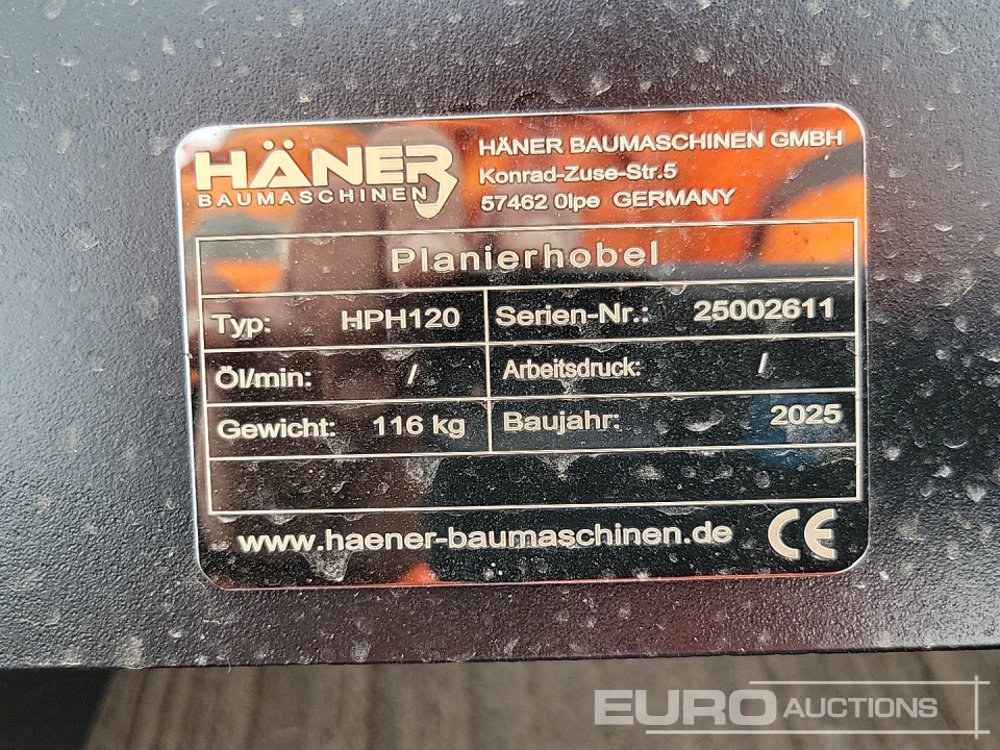 HÄNER
BAUMASCHINEN
HÄNER BAUMASCHINEN GMBH
Konrad-Zuse-Str.5
57462 Olpe GERMANY
Planierhobel
Typ: HPH120
Serien-Nr.: 25002611
Öl/min: /
Arbeitsdruck: /
Gewicht: 116 kg
Baujahr: 2025
www.haener-baumaschinen.de CE
EURO AUCTIONS